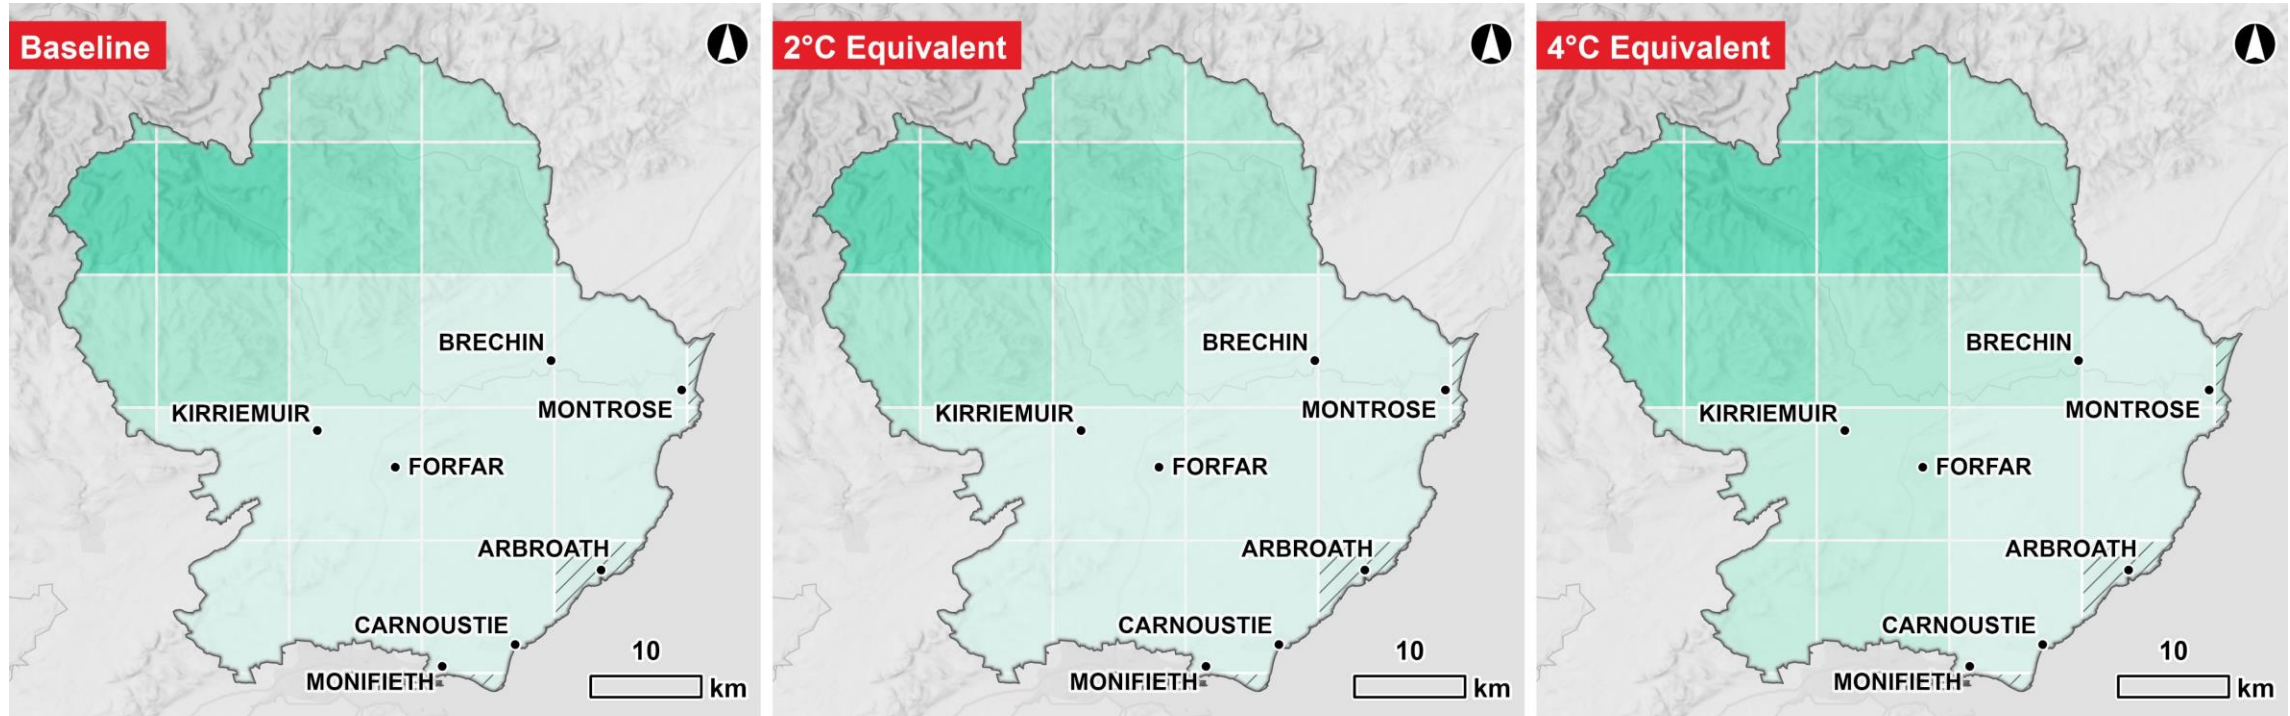 Baseline
BRECHIN
KIRRIEMUIR
MONTROSE
FORFAR
ARBROATH
CARNOUSTIE
MONIFIETH
10
km
2°C Equivalent
BRECHIN
KIRRIEMUIR
MONTROSE
FORFAR
ARBROATH
CARNOUSTIE
MONIFIETH
10
km
4°C Equivalent
BRECHIN
KIRRIEMUIR
MONTROSE
FORFAR
ARBROATH
CARNOUSTIE
MONIFIETH
10
km